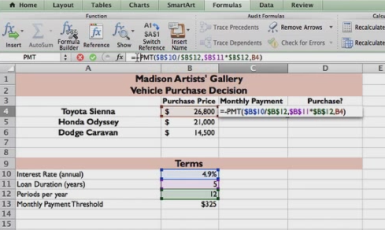 Home Layout Tables Charts SmartArt Formulas Data Review
Function Audit Formulas
Trace Precedents Remove Arrows Recalculate
Trace Dependents Check for Errors Recalculate
Insert AutoSum Formula Builder Reference Show A1 SA$1 Switch Reference Insert Name
PMT fx =-PMT($B$10/$B$12,$B$11*$B$12,B4)
A B C D E
1 Madison Artists' Gallery
2 Vehicle Purchase Decision
3 Purchase Price Monthly Payment Purchase?
4 Toyota Sienna $ 26,800 =-PMT($B$10/$B$12,$B$11*$B$12,B4)
5 Honda Odyssey $ 21,000
6 Dodge Caravan $ 14,500
7
8
9 Terms
10 Interest Rate (annual) 4.9%
11 Loan Duration (years) 5
12 Periods per year 12
13 Monthly Payment Threshold $325
14
15